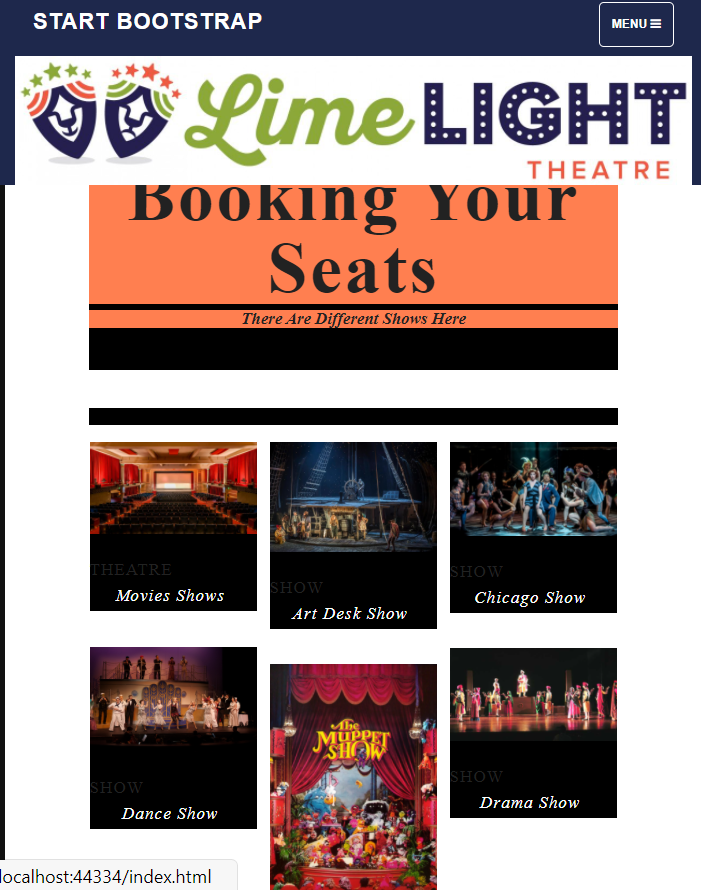 START BOOTSTRAP
MENU
Lime LIGHT
THEATRE
Booking Your
Seats
There Are Different Shows Here
THEATRE
Movies Shows
SHOW
Art Desk Show
SHOW
Chicago Show
SHOW
Dance Show
The
MUPPET
SHOW
SHOW
Drama Show
localhost:44334/index.html